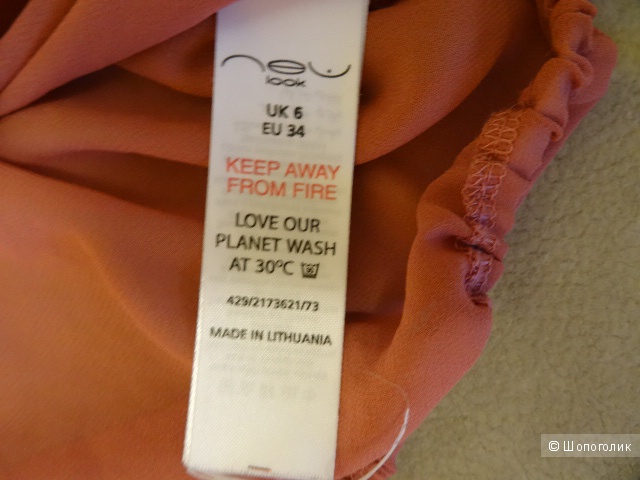 new
look
UK 6
EU 34
KEEP AWAY
FROM FIRE
LOVE OUR
PLANET WASH
AT 30°C
429/2173621/73
MADE IN LITHUANIA
© Шопоголик